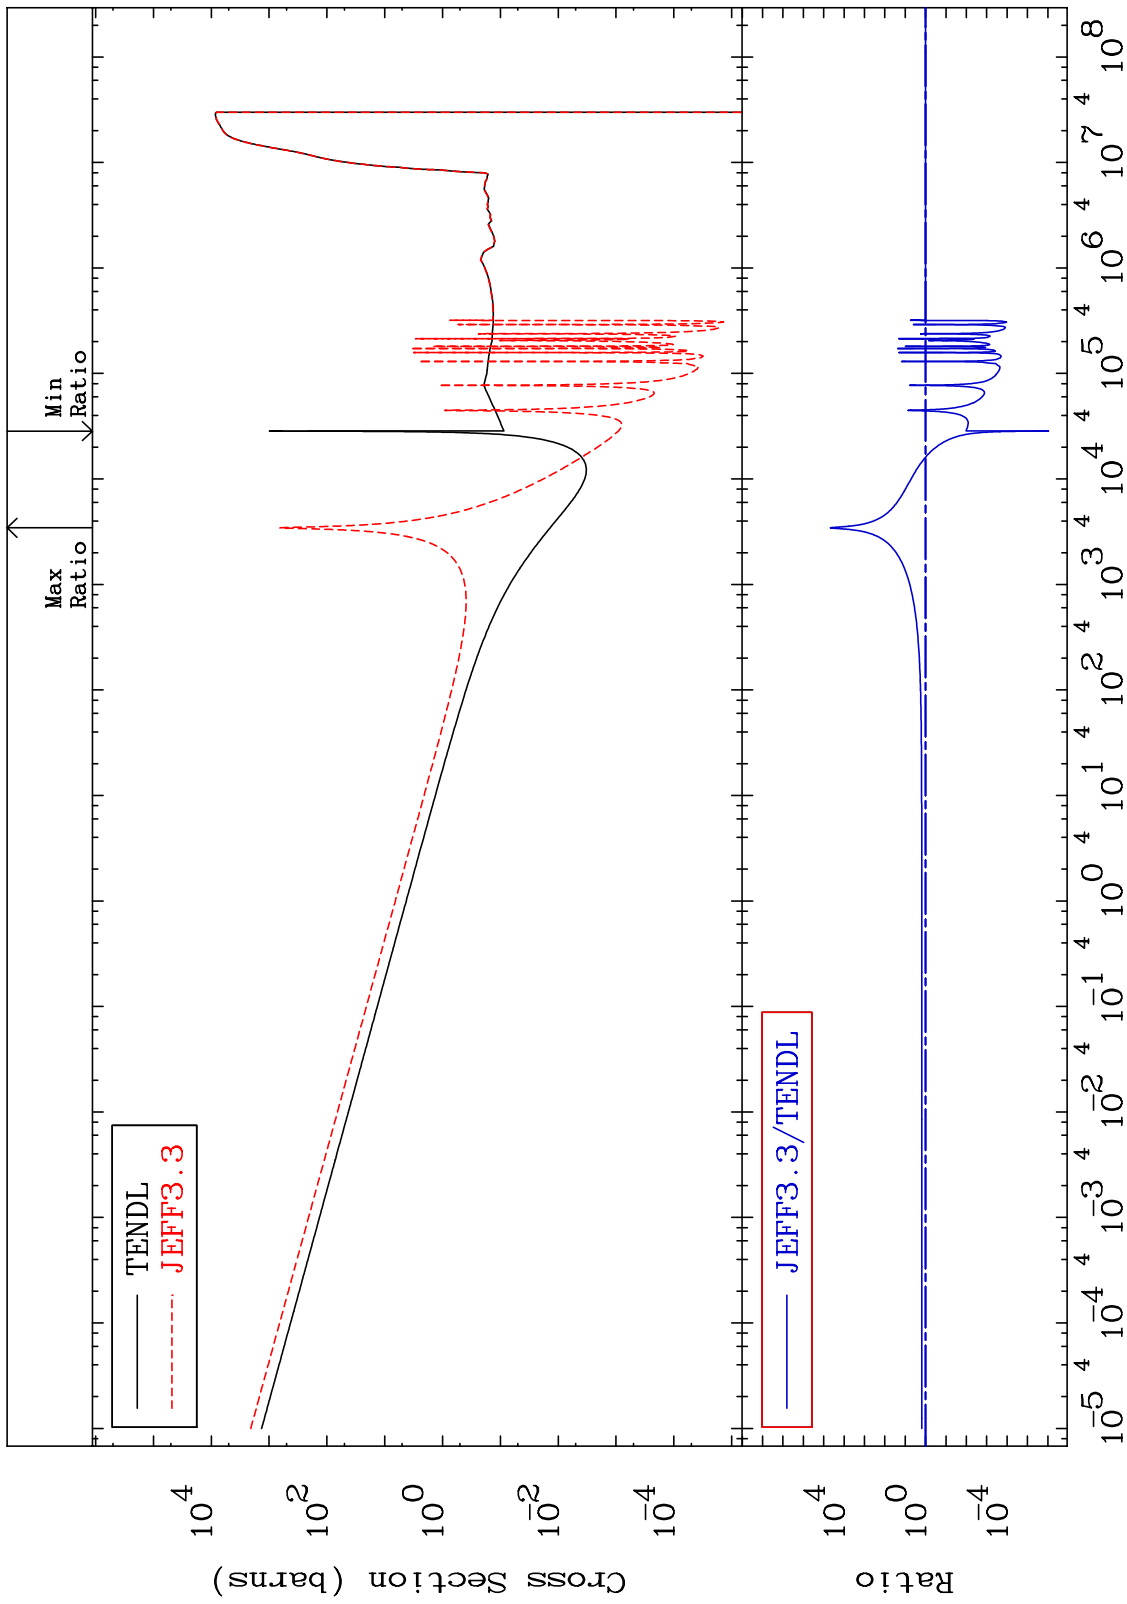 Max
Ratio
Min
Ratio
TENDL
JEFF3.3
10^4
10^2
10^0
10^-2
10^-4
Cross Section (barns)
JEFF3.3/TENDL
10^4
10^0
10^-4
Ratio
10^-5 4 10^-4 4 10^-3 4 10^-2 4 10^-1 4 10^0 4 10^1 4 10^2 4 10^3 4 10^4 4 10^5 4 10^6 4 10^7 4 10^8